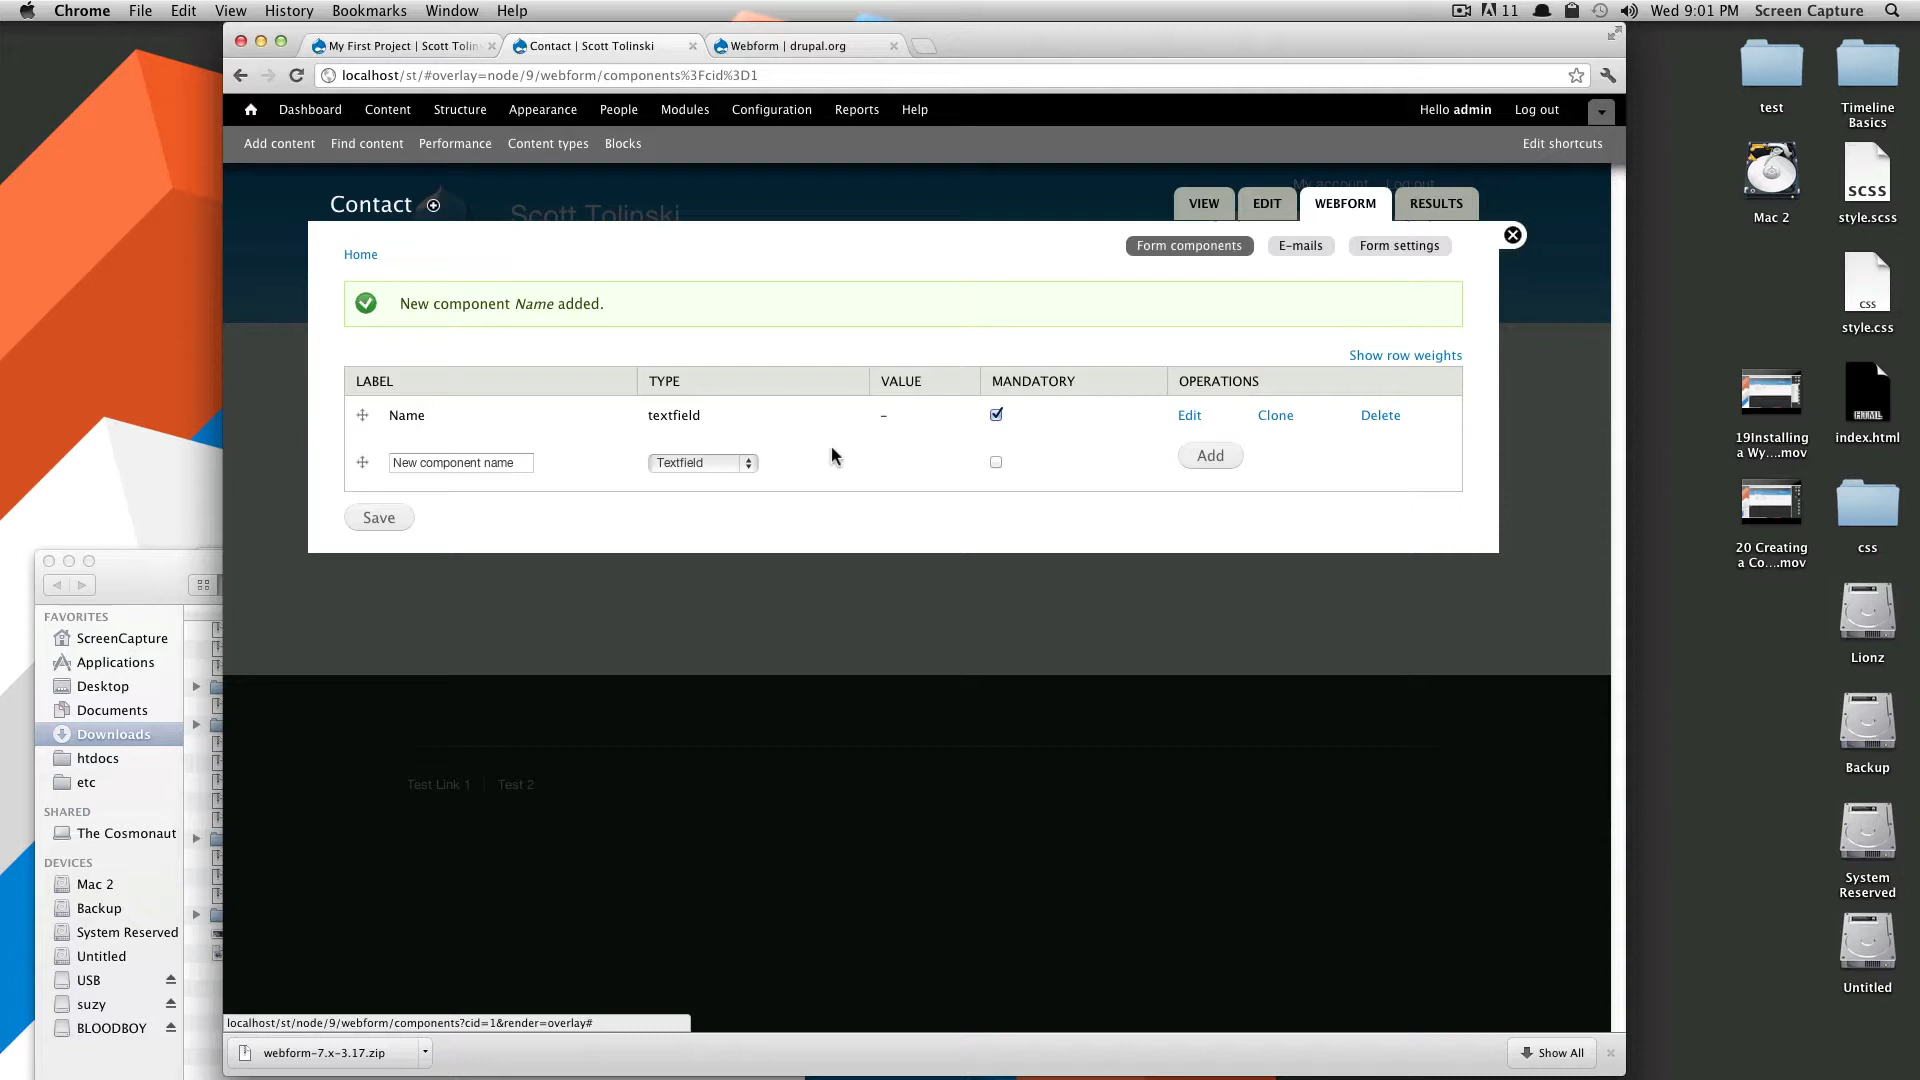 Chrome File Edit View History Bookmarks Window Help
11 Wed 9:01 PM Screen Capture
My First Project | Scott Tolin
Contact | Scott Tolinski
Webform | drupal.org
localhost/st/#overlay=node/9/webform/components%3Fcid%3D1
Dashboard Content Structure Appearance People Modules Configuration Reports Help
Hello admin Log out
Add content Find content Performance Content types Blocks
Edit shortcuts
My account Log out
Scott Tolinski
Contact
VIEW EDIT WEBFORM RESULTS
Form components E-mails Form settings
Home
New component Name added.
Show row weights
LABEL TYPE VALUE MANDATORY OPERATIONS
Name textfield – Edit Clone Delete
New component name Textfield Add
Save
Test Link 1 Test 2
localhost/st/node/9/webform/components?cid=1&render=overlay#
webform-7.x-3.17.zip
Show All
FAVORITES
ScreenCapture
Applications
Desktop
Documents
Downloads
htdocs
etc
SHARED
The Cosmonaut
DEVICES
Mac 2
Backup
System Reserved
Untitled
USB
suzy
BLOODBOY
test
Timeline
Basics
Mac 2
SCSS
style.scss
css
style.css
19Installing
a Wy....mov
HTML
index.html
20 Creating
a Co....mov
css
Lionz
Backup
System
Reserved
Untitled